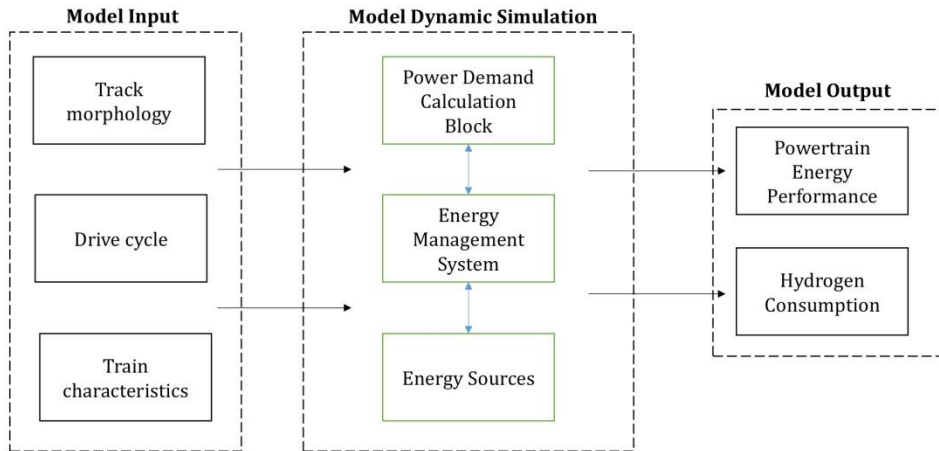 Model Input
Track
morphology
Drive cycle
Train
characteristics
Model Dynamic Simulation
Power Demand
Calculation
Block
Energy
Management
System
Energy Sources
Model Output
Powertrain
Energy
Performance
Hydrogen
Consumption